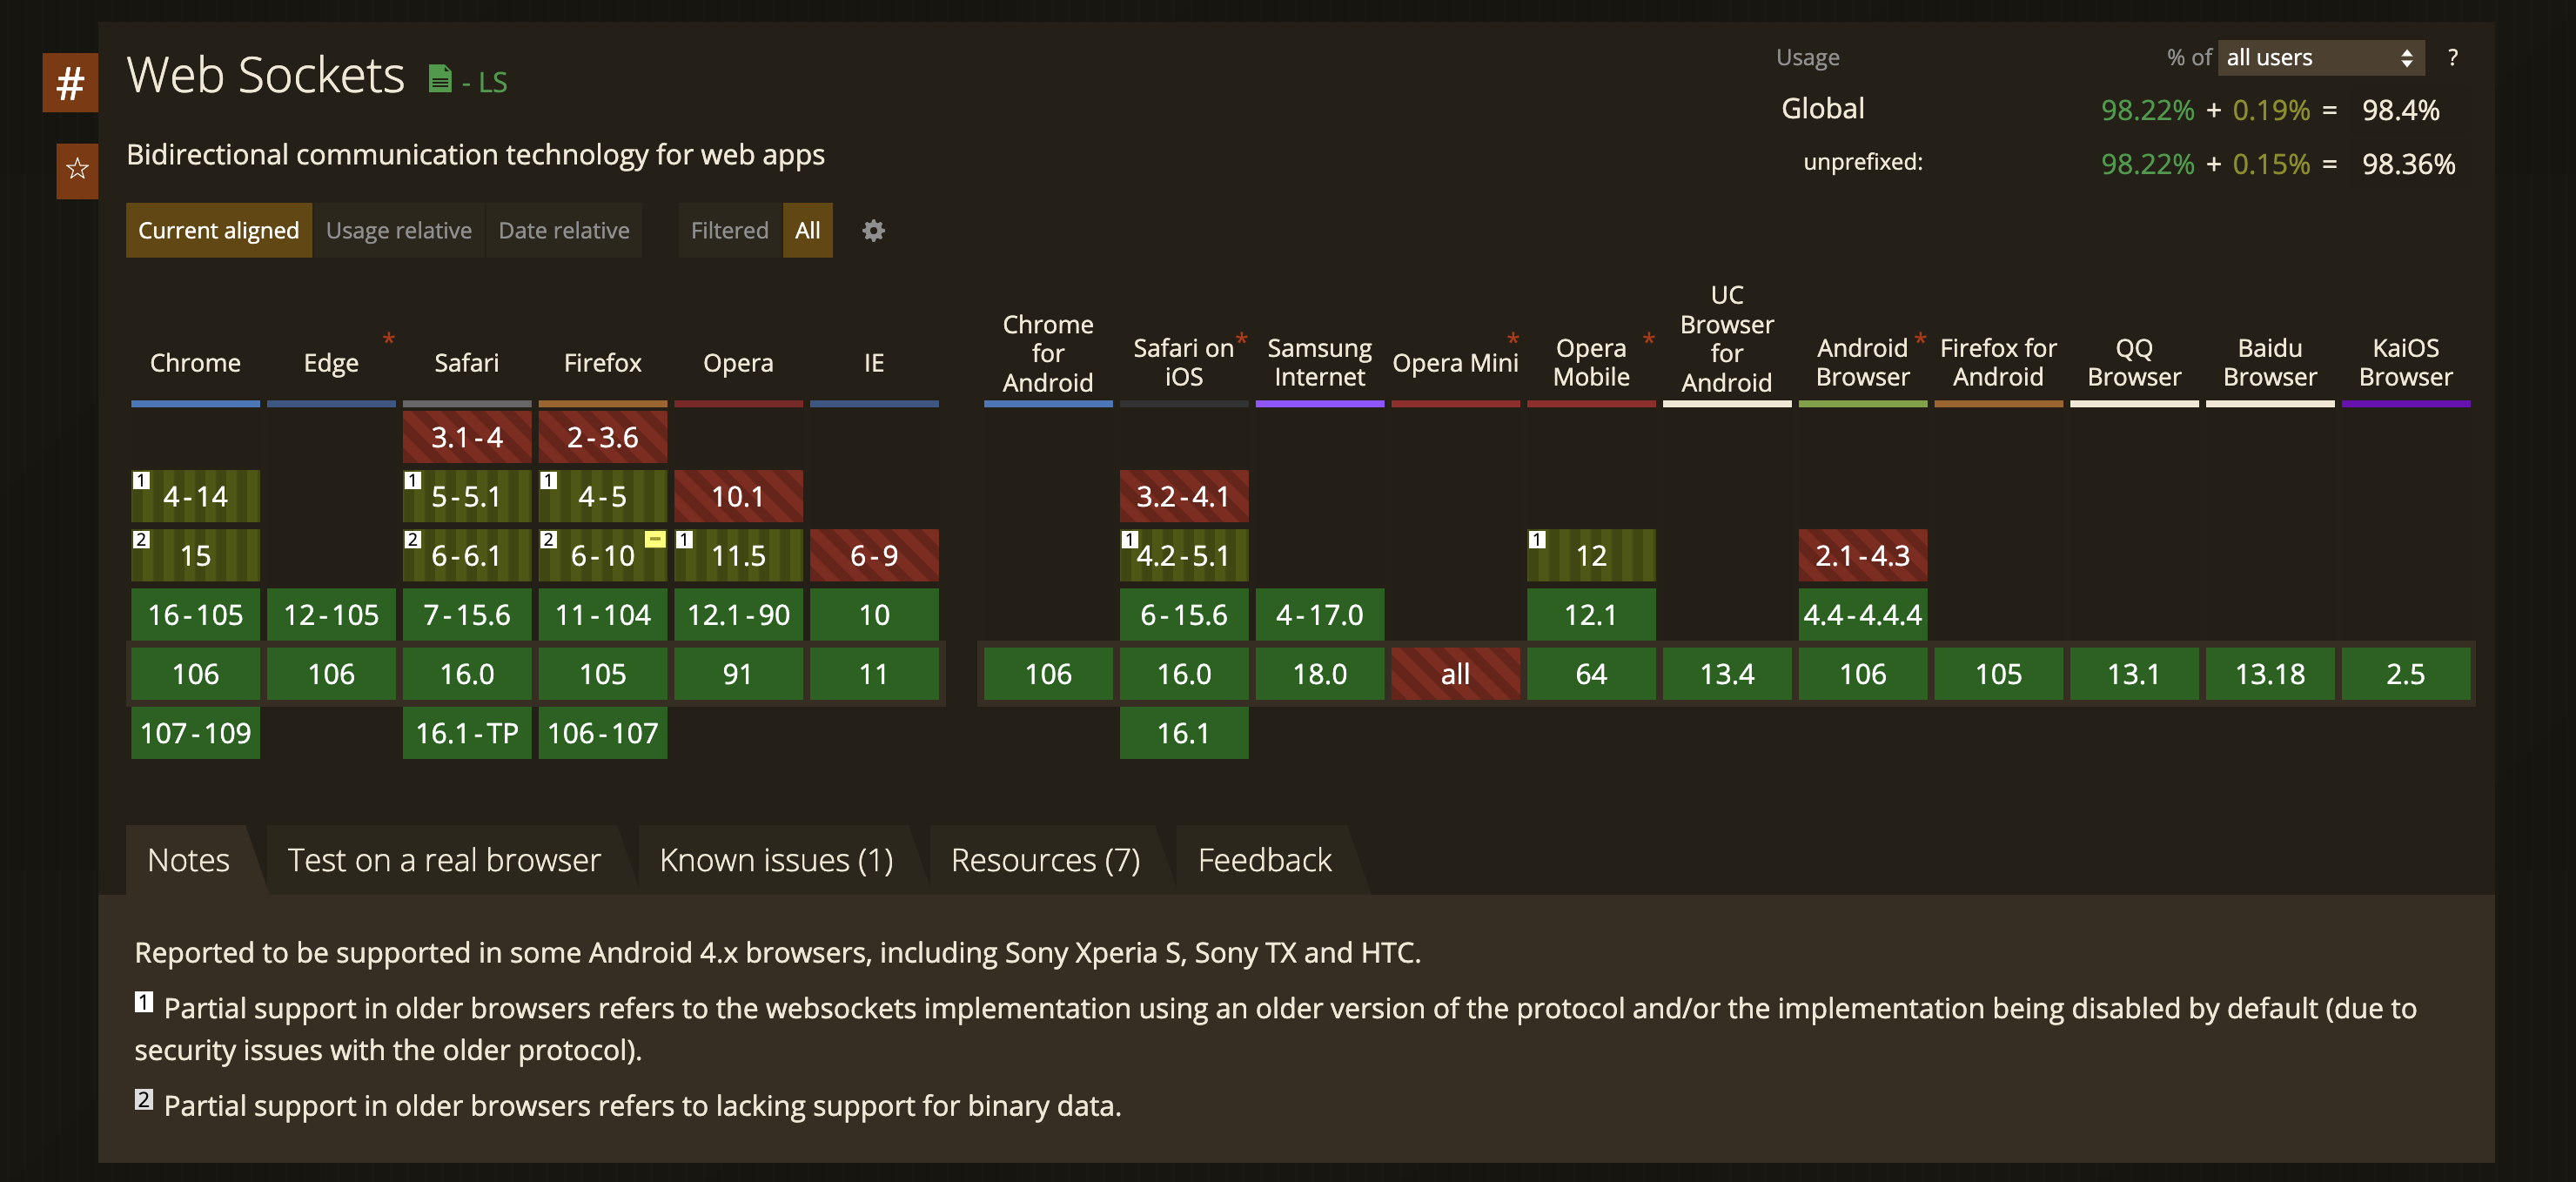 #
Web Sockets - LS
☆
Bidirectional communication technology for web apps
Usage % of all users ?
Global 98.22% + 0.19% = 98.4%
unprefixed: 98.22% + 0.15% = 98.36%
Current aligned Usage relative Date relative Filtered All
Chrome Edge * Safari Firefox Opera IE
Chrome for Android
Safari on iOS *
Samsung Internet
Opera Mini *
Opera Mobile *
UC Browser for Android
Android Browser *
Firefox for Android
QQ Browser
Baidu Browser
KaiOS Browser
3.1-4 2-3.6
1 4-14 1 5-5.1 1 4-5 10.1 3.2-4.1
2 15 2 6-6.1 2 6-10 - 1 11.5 6-9 1 4.2-5.1 1 12 2.1-4.3
16-105 12-105 7-15.6 11-104 12.1-90 10 6-15.6 4-17.0 12.1 4.4-4.4.4
106 106 16.0 105 91 11 106 16.0 18.0 all 64 13.4 106 105 13.1 13.18 2.5
107-109 16.1-TP 106-107 16.1
Notes Test on a real browser Known issues (1) Resources (7) Feedback
Reported to be supported in some Android 4.x browsers, including Sony Xperia S, Sony TX and HTC.
1 Partial support in older browsers refers to the websockets implementation using an older version of the protocol and/or the implementation being disabled by default (due to
security issues with the older protocol).
2 Partial support in older browsers refers to lacking support for binary data.